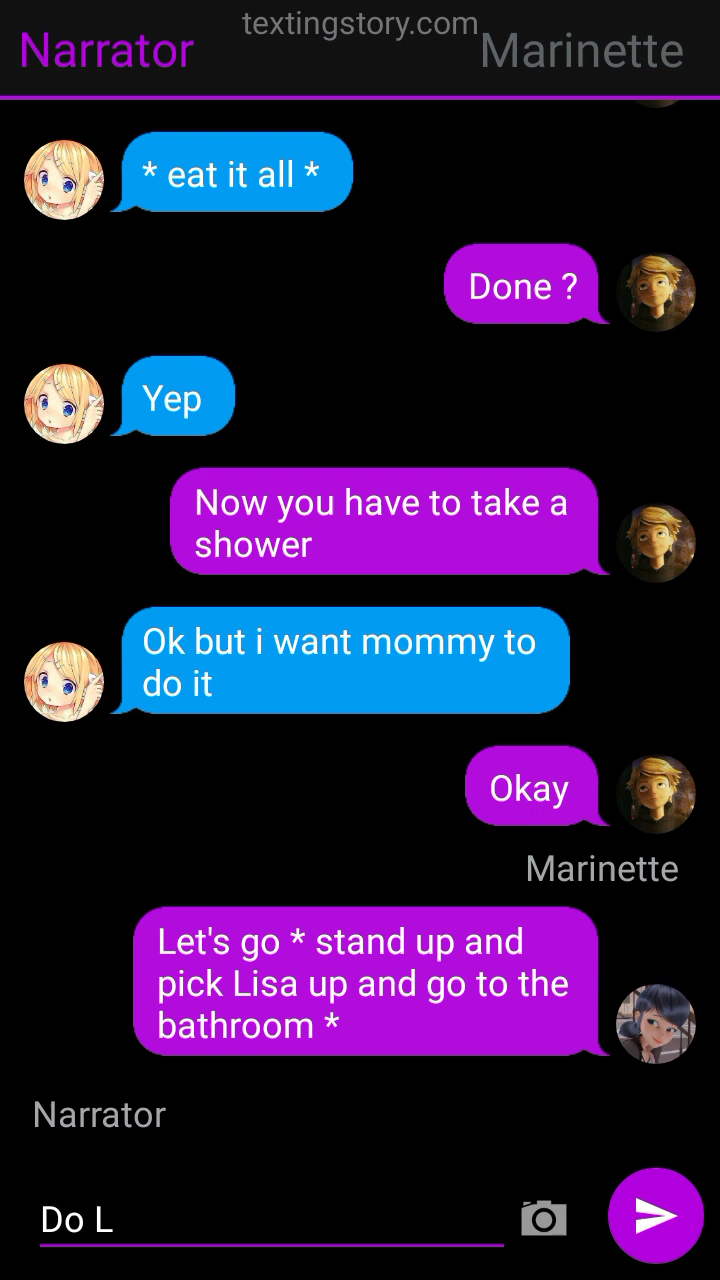 textingstory.com
Narrator
Marinette
* eat it all *
Done ?
Yep
Now you have to take a
shower
Ok but i want mommy to
do it
Okay
Marinette
Let's go * stand up and
pick Lisa up and go to the
bathroom *
Narrator
Do L